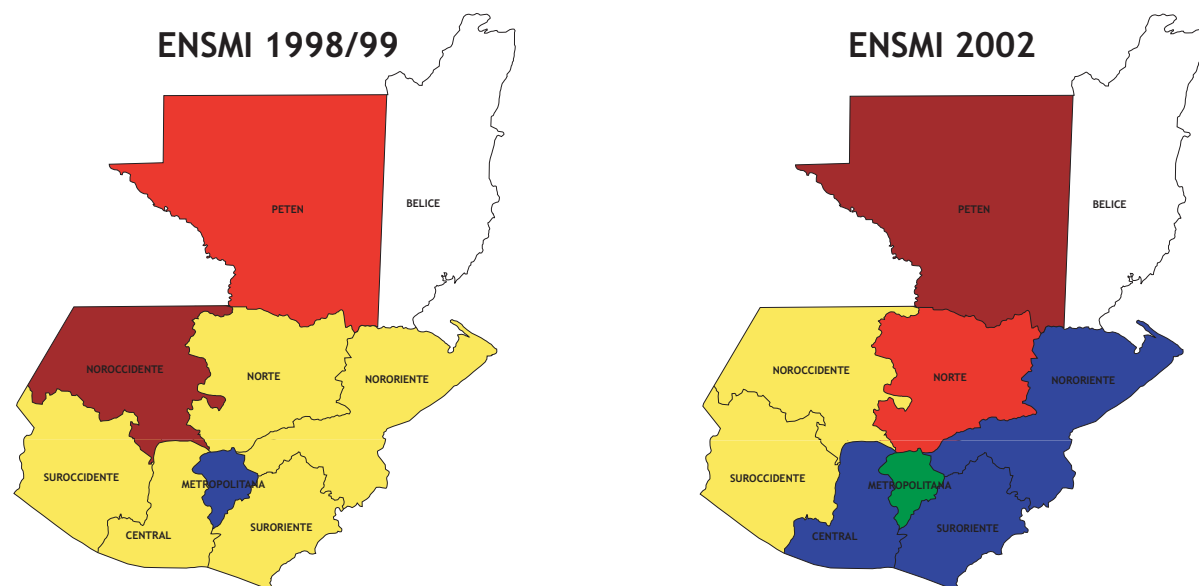 ENSMI 1998/99
BELICE
PETEN
NOROCCIDENTE
NORTE
NORORIENTE
SUROCCIDENTE
METROPOLITANA
CENTRAL
SURORIENTE
ENSMI 2002
BELICE
PETEN
NOROCCIDENTE
NORTE
NORORIENTE
SUROCCIDENTE
METROPOLITANA
CENTRAL
SURORIENTE